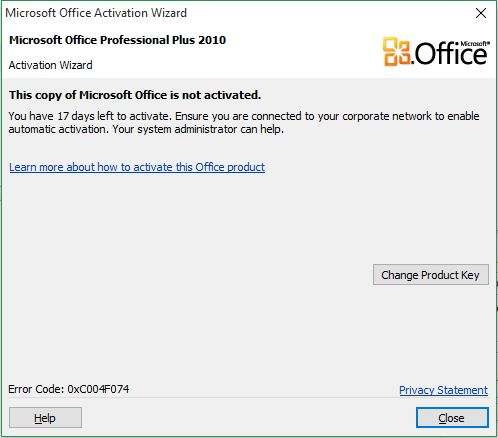 Microsoft Office Activation Wizard
Microsoft Office Professional Plus 2010
Activation Wizard
Microsoft®
Office
This copy of Microsoft Office is not activated.
You have 17 days left to activate. Ensure you are connected to your corporate network to enable
automatic activation. Your system administrator can help.
Learn more about how to activate this Office product
Change Product Key
Error Code: 0xC004F074
Privacy Statement
Help
Close